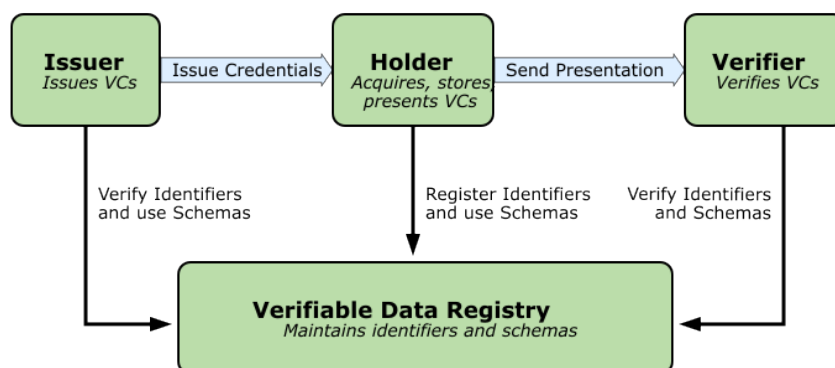 Issuer
Issues VCs
Issue Credentials
Holder
Acquires, stores,
presents VCs
Send Presentation
Verifier
Verifies VCs
Verify Identifiers
and use Schemas
Register Identifiers
and use Schemas
Verify Identifiers
and Schemas
Verifiable Data Registry
Maintains identifiers and schemas